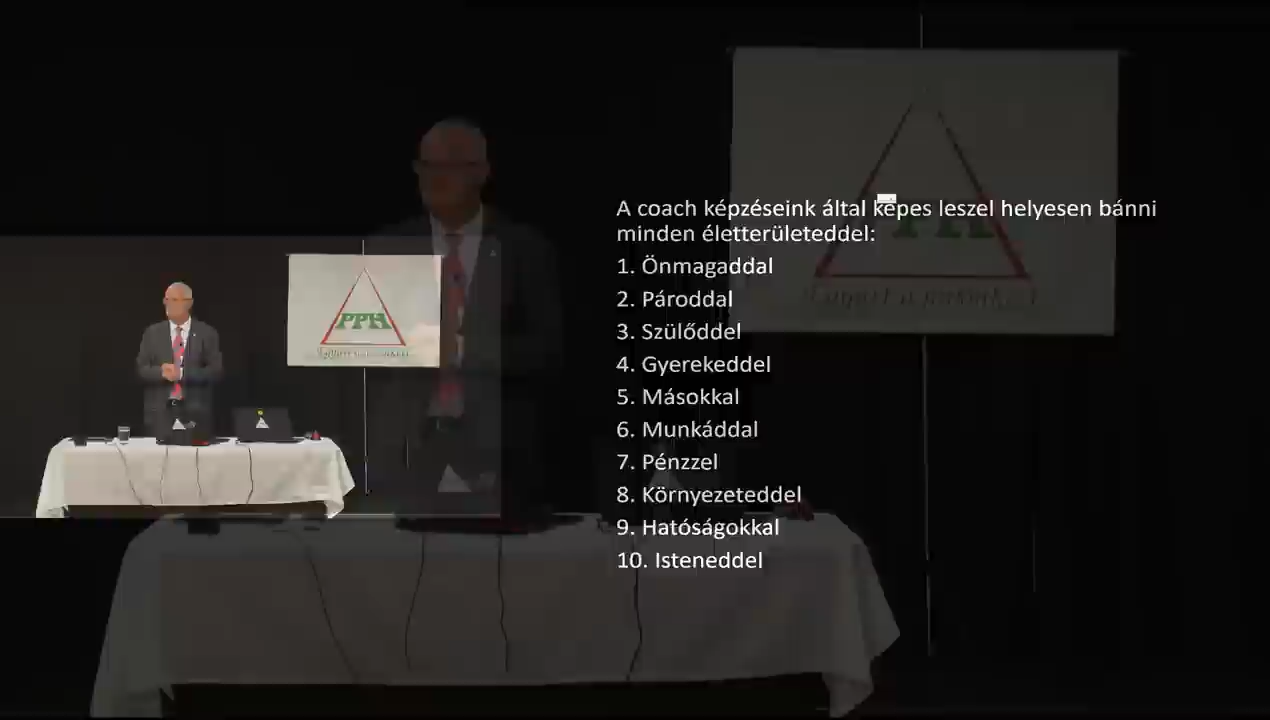 A coach képzéseink által képes leszel helyesen bánni
minden életterületeddel:
1. Önmagaddal
2. Pároddal
3. Szülőddel
4. Gyerekeddel
5. Másokkal
6. Munkáddal
7. Pénzzel
8. Környezeteddel
9. Hatóságokkal
10. Isteneddel
PPH